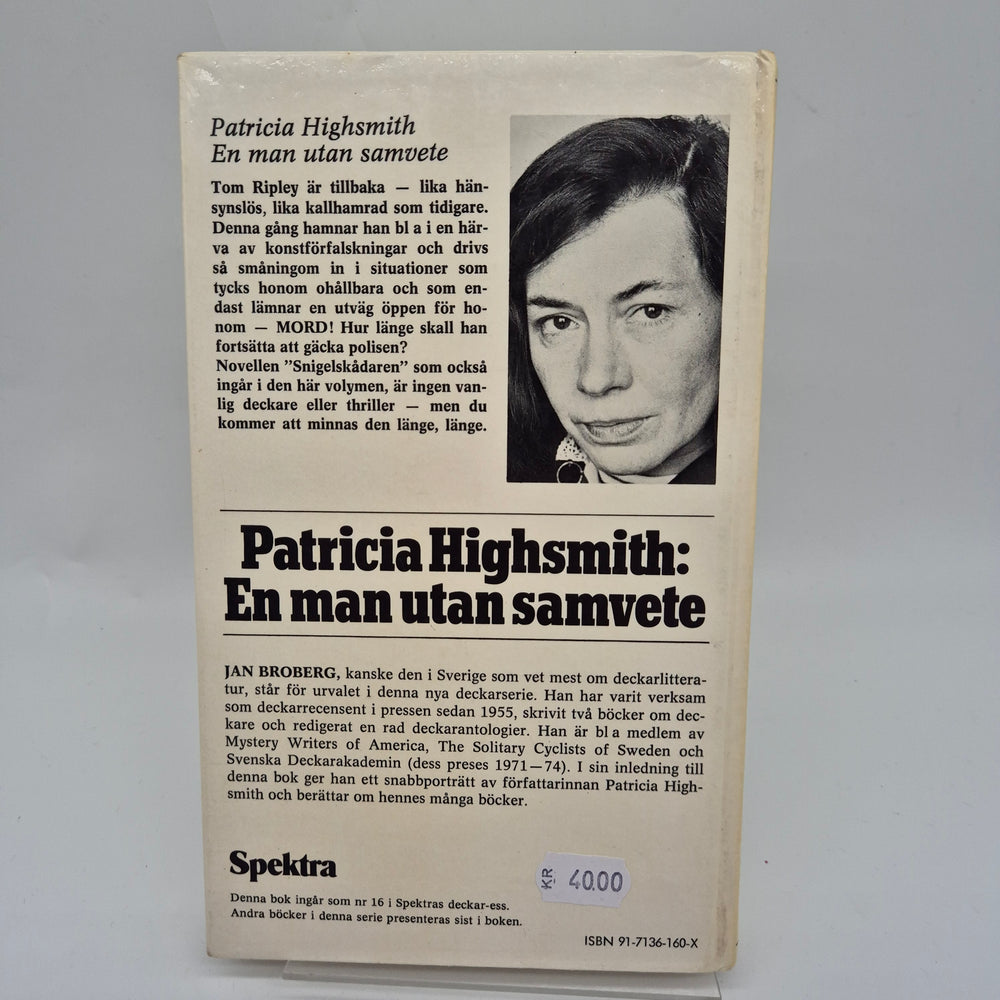 Patricia Highsmith
En man utan samvete
Tom Ripley är tillbaka — lika hän-
synslös, lika kallhamrad som tidigare.
Denna gång hamnar han bl a i en här-
va av konstförfalskningar och drivs
så småningom in i situationer som
tycks honom ohållbara och som en-
dast lämnar en utväg öppen för ho-
nom — MORD! Hur länge skall han
fortsätta att gäcka polisen?
Novellen ”Snigelskådaren” som också
ingår i den här volymen, är ingen van-
lig deckare eller thriller — men du
kommer att minnas den länge, länge.
Patricia Highsmith:
En man utan samvete
JAN BROBERG, kanske den i Sverige som vet mest om deckarlittera-
tur, står för urvalet i denna nya deckarserie. Han har varit verksam
som deckarrecensent i pressen sedan 1955, skrivit två böcker om dec-
kare och redigerat en rad deckarantologier. Han är bl a medlem av
Mystery Writers of America, The Solitary Cyclists of Sweden och
Svenska Deckarakademin (dess preses 1971—74). I sin inledning till
denna bok ger han ett snabbporträtt av författarinnan Patricia High-
smith och berättar om hennes många böcker.
Spektra
KR 40.00
Denna bok ingår som nr 16 i Spektras deckar-ess.
Andra böcker i denna serie presenteras sist i boken.
ISBN 91-7136-160-X